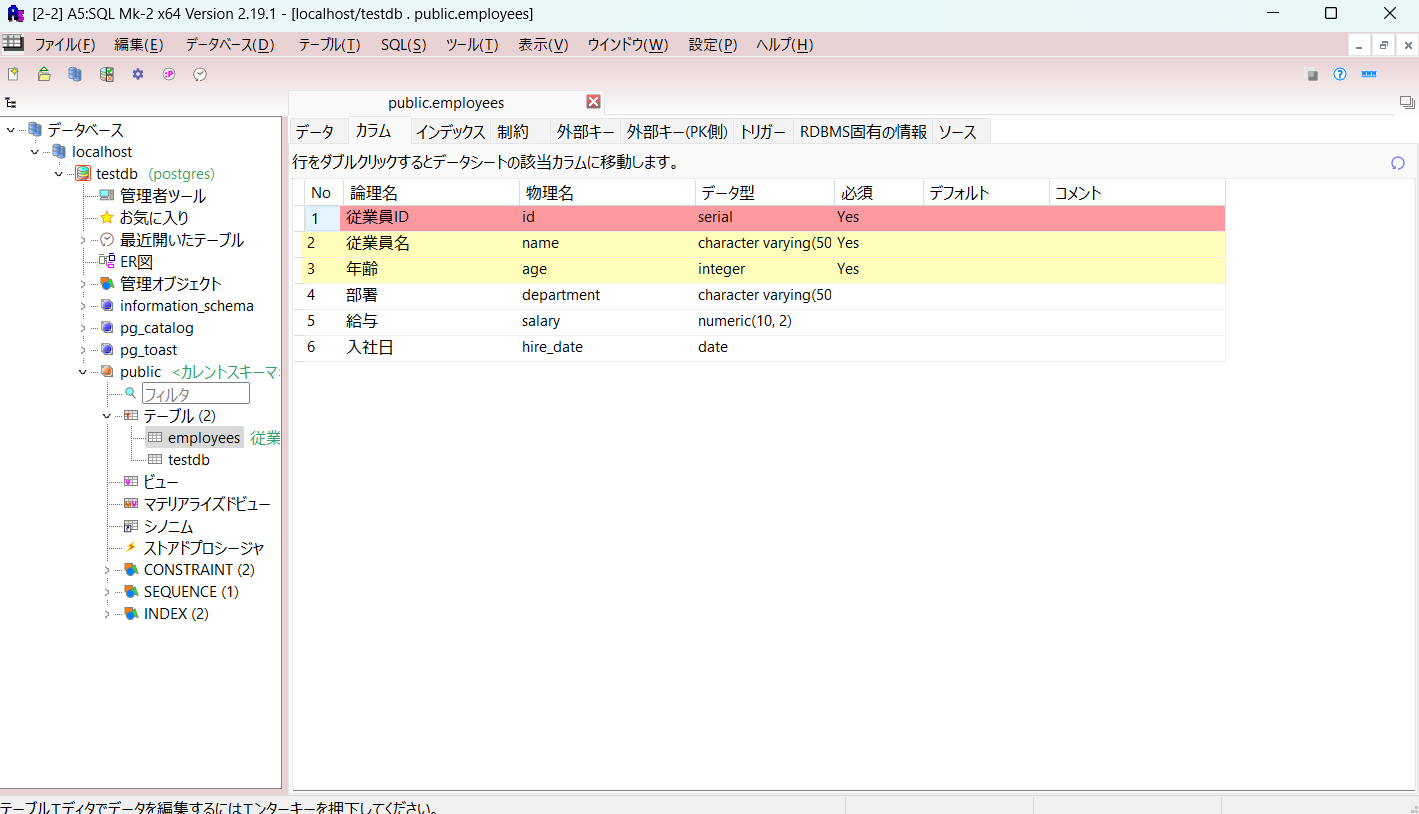 [2-2] A5:SQL Mk-2 x64 Version 2.19.1 - [localhost/testdb . public.employees]
ファイル(F) 編集(E) データベース(D) テーブル(T) SQL(S) ツール(T) 表示(V) ウインドウ(W) 設定(P) ヘルプ(H)
public.employees
データ カラム インデックス 制約 外部キー 外部キー(PK側) トリガー RDBMS固有の情報 ソース
行をダブルクリックするとデータシートの該当カラムに移動します。
No 論理名 物理名 データ型 必須 デフォルト コメント
1 従業員ID id serial Yes
2 従業員名 name character varying(50 Yes
3 年齢 age integer Yes
4 部署 department character varying(50
5 給与 salary numeric(10, 2)
6 入社日 hire_date date
データベース
localhost
testdb (postgres)
管理者ツール
お気に入り
最近開いたテーブル
ER図
管理オブジェクト
information_schema
pg_catalog
pg_toast
public <カレントスキーマ>
フィルタ
テーブル (2)
employees 従業
testdb
ビュー
マテリアライズドビュー
シノニム
ストアドプロシージャ
CONSTRAINT (2)
SEQUENCE (1)
INDEX (2)
テーブルエディタでデータを編集するにはエンターキーを押下してください。